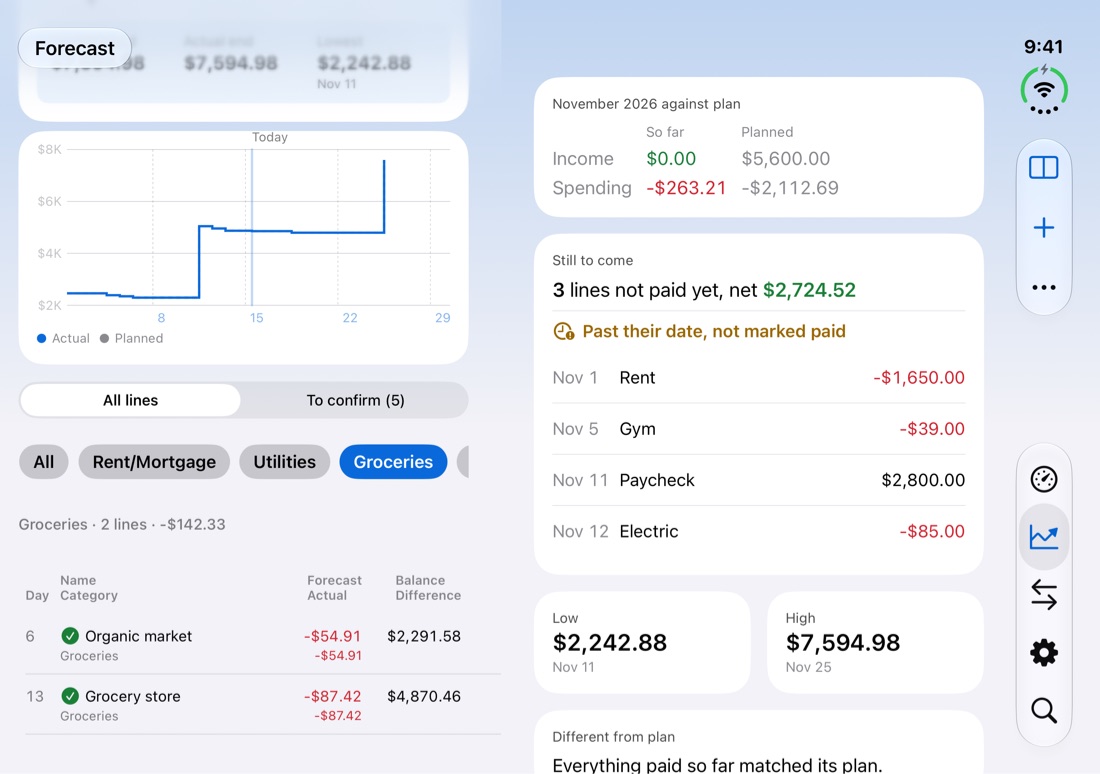 Forecast
$7,594.98
$2,242.88
Nov 11
Today
$8K
$6K
$4K
$2K
8
15
22
29
Actual
Planned
All lines
To confirm (5)
All
Rent/Mortgage
Utilities
Groceries
Groceries · 2 lines · -$142.33
Day
Name
Category
Forecast
Actual
Balance
Difference
6
Organic market
-$54.91
$2,291.58
Groceries
-$54.91
13
Grocery store
-$87.42
$4,870.46
Groceries
-$87.42
November 2026 against plan
So far
Planned
Income
$0.00
$5,600.00
Spending
-$263.21
-$2,112.69
Still to come
3 lines not paid yet, net $2,724.52
Past their date, not marked paid
Nov 1 Rent -$1,650.00
Nov 5 Gym -$39.00
Nov 11 Paycheck $2,800.00
Nov 12 Electric -$85.00
Low
$2,242.88
Nov 11
High
$7,594.98
Nov 25
Different from plan
Everything paid so far matched its plan.
9:41